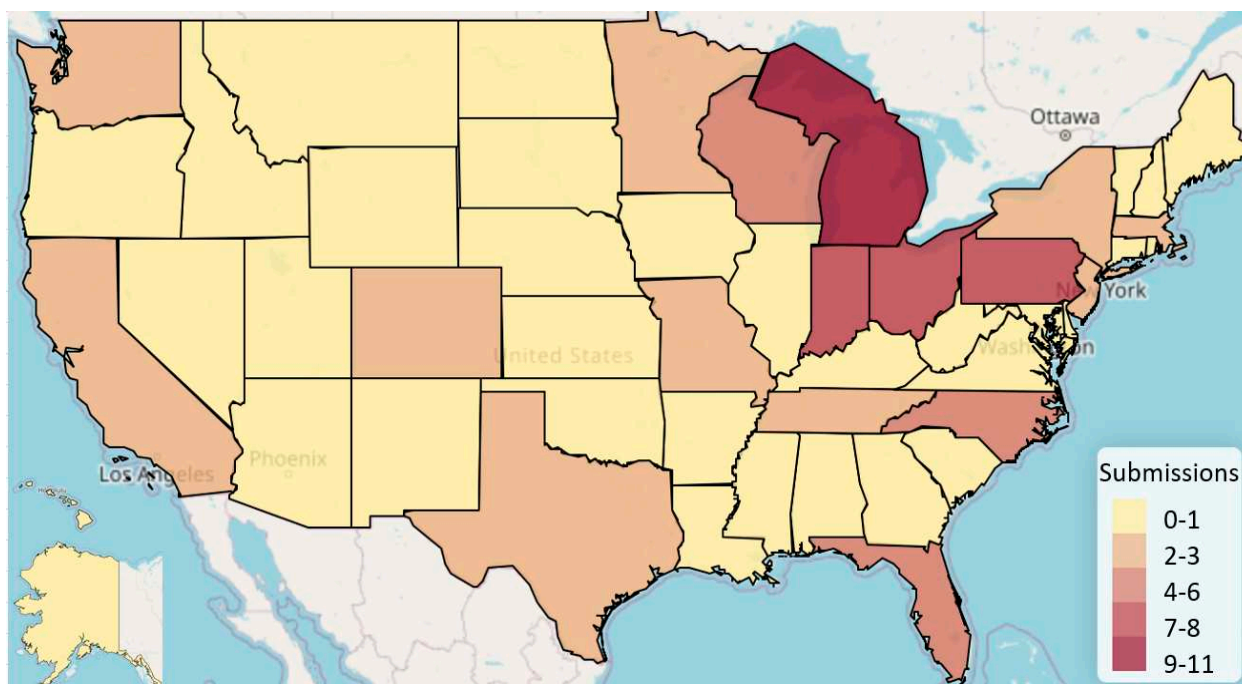 Ottawa
New York
United States
Washington
Phoenix
Los Angeles
Submissions
0-1
2-3
4-6
7-8
9-11